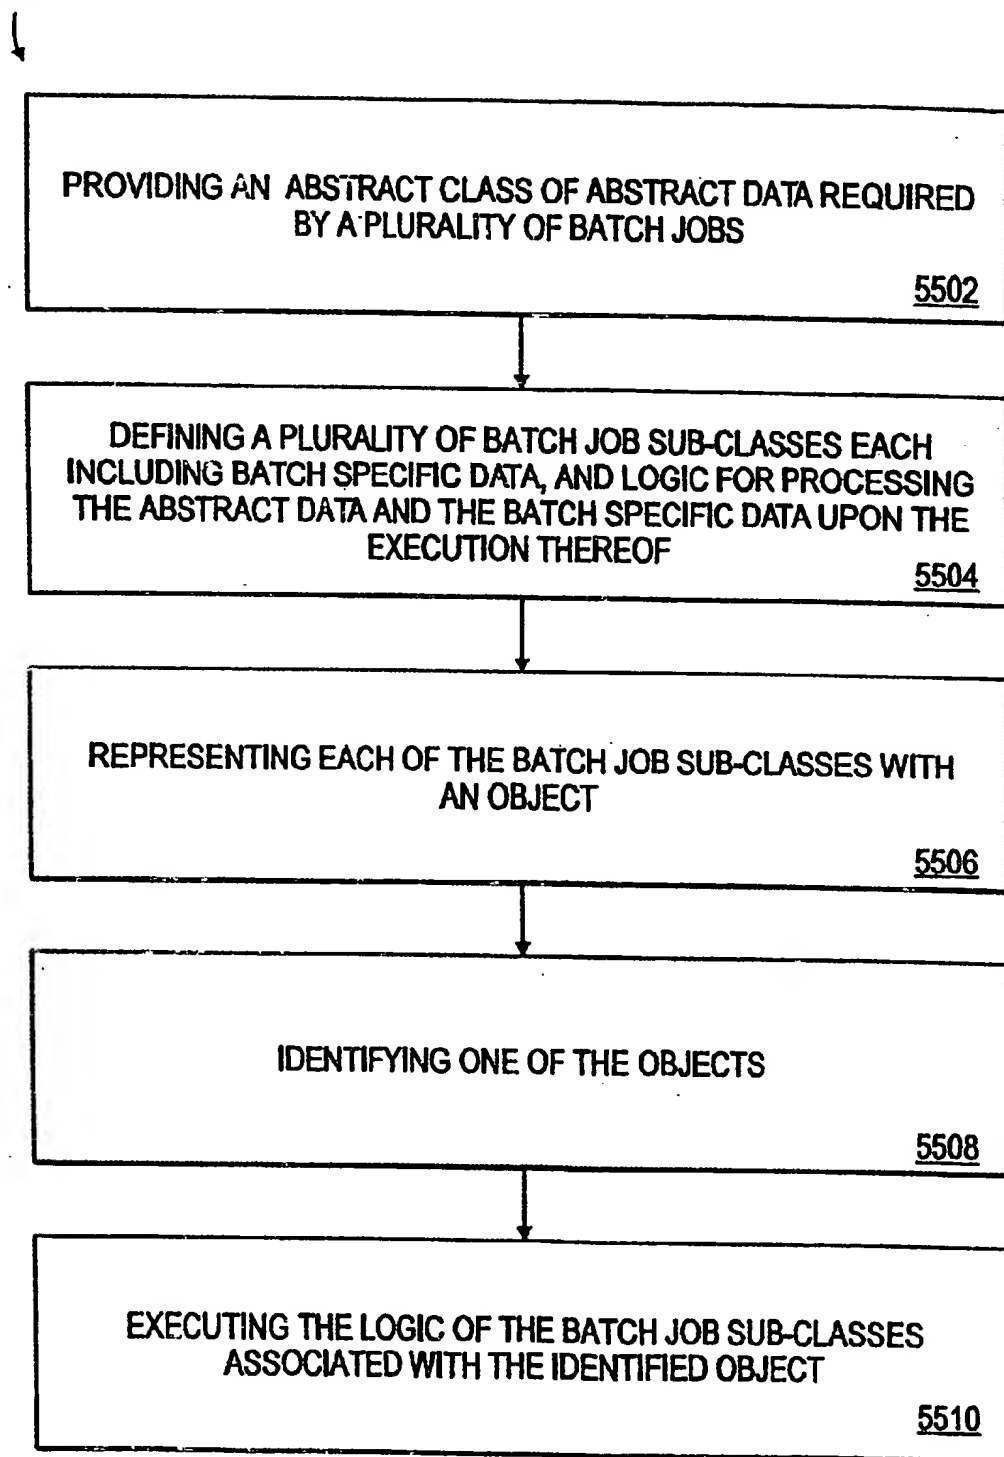 PROVIDING AN ABSTRACT CLASS OF ABSTRACT DATA REQUIRED
BY A PLURALITY OF BATCH JOBS
5502
DEFINING A PLURALITY OF BATCH JOB SUB-CLASSES EACH
INCLUDING BATCH SPECIFIC DATA, AND LOGIC FOR PROCESSING
THE ABSTRACT DATA AND THE BATCH SPECIFIC DATA UPON THE
EXECUTION THEREOF
5504
REPRESENTING EACH OF THE BATCH JOB SUB-CLASSES WITH
AN OBJECT
5506
IDENTIFYING ONE OF THE OBJECTS
5508
EXECUTING THE LOGIC OF THE BATCH JOB SUB-CLASSES
ASSOCIATED WITH THE IDENTIFIED OBJECT
5510